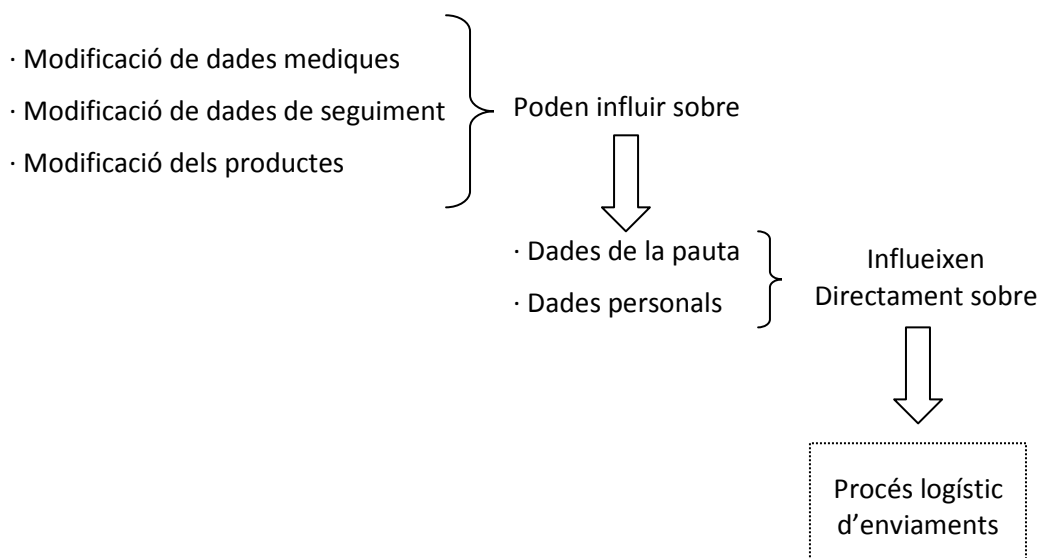 · Modificació de dades mediques
· Modificació de dades de seguiment
· Modificació dels productes
Poden influir sobre
· Dades de la pauta
· Dades personals
Influeixen
Directament sobre
Procés logístic
d’enviaments